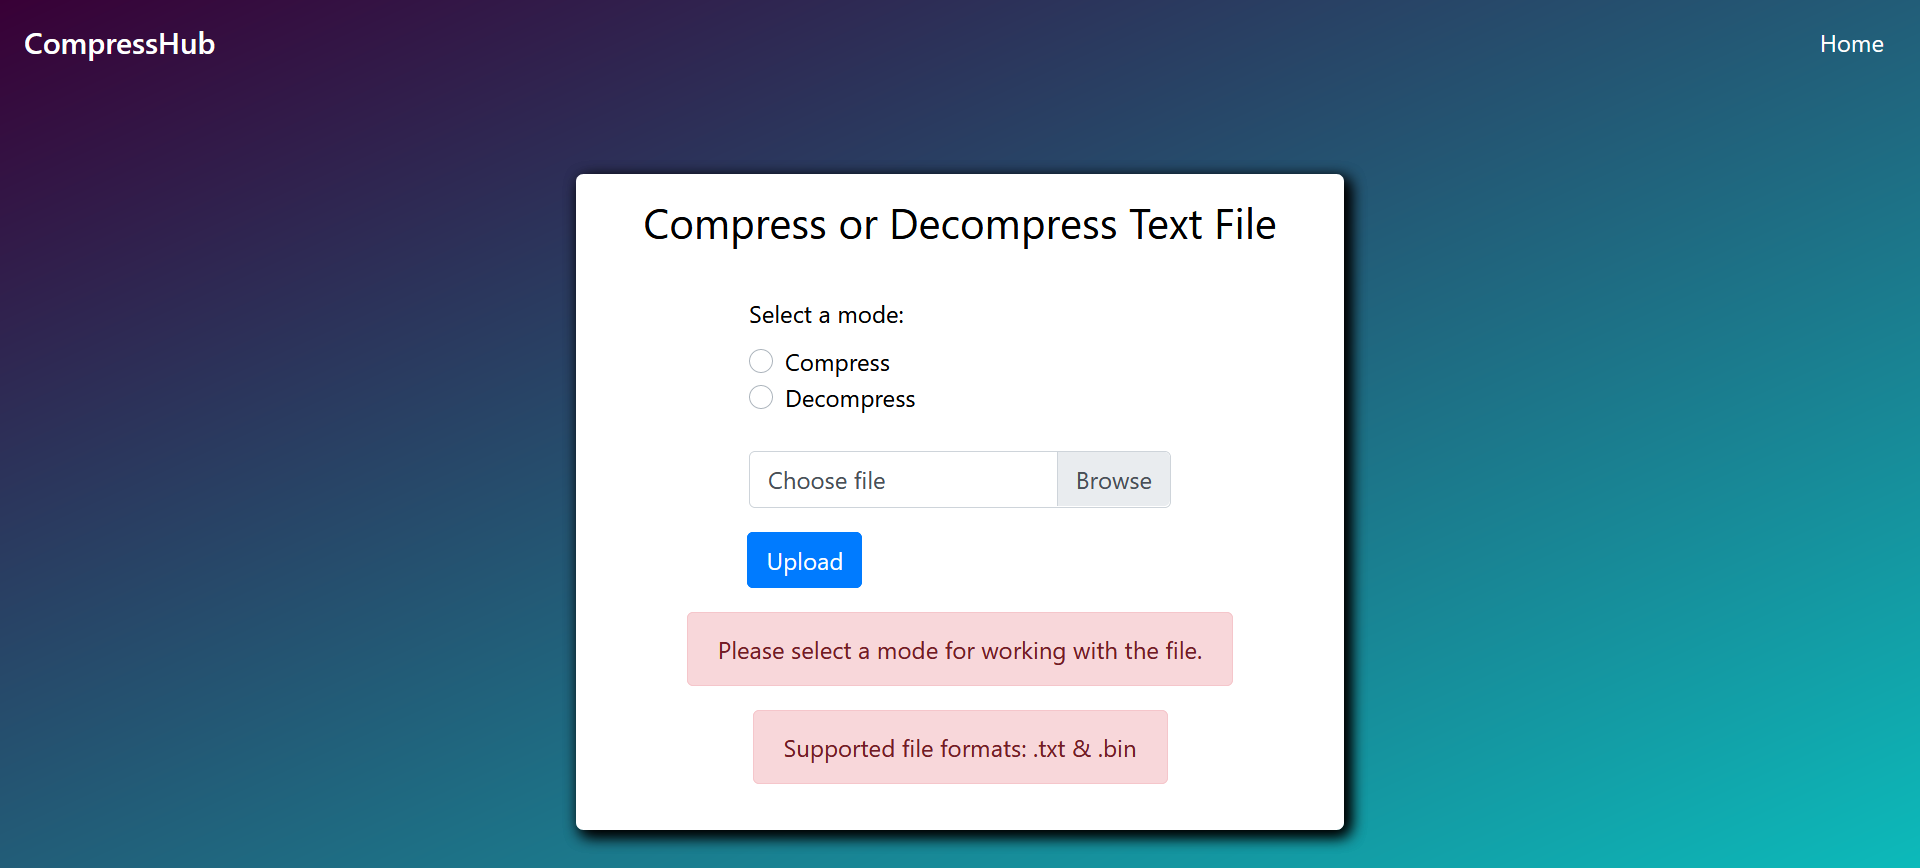 CompressHub
Home
Compress or Decompress Text File
Select a mode:
Compress
Decompress
Choose file
Browse
Upload
Please select a mode for working with the file.
Supported file formats: .txt & .bin